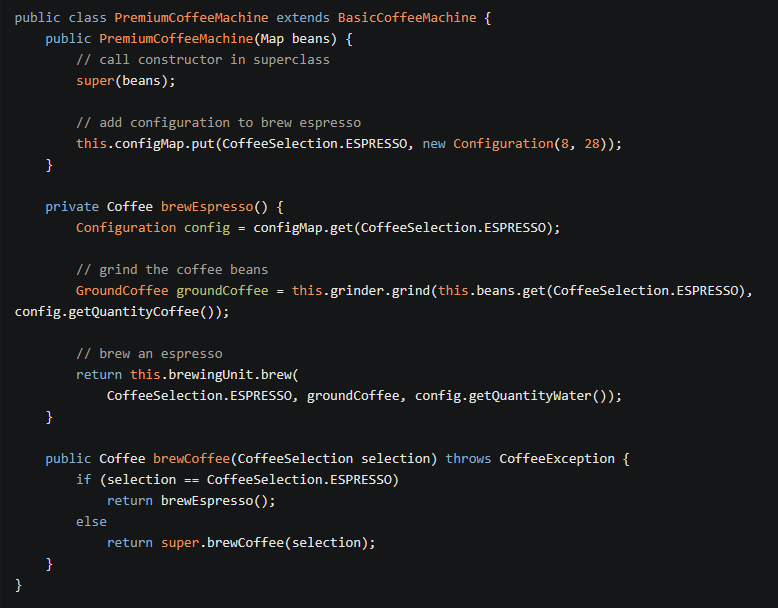 public class PremiumCoffeeMachine extends BasicCoffeeMachine {
    public PremiumCoffeeMachine(Map beans) {
        // call constructor in superclass
        super(beans);

        // add configuration to brew espresso
        this.configMap.put(CoffeeSelection.ESPRESSO, new Configuration(8, 28));
    }

    private Coffee brewEspresso() {
        Configuration config = configMap.get(CoffeeSelection.ESPRESSO);

        // grind the coffee beans
        GroundCoffee groundCoffee = this.grinder.grind(this.beans.get(CoffeeSelection.ESPRESSO),
config.getQuantityCoffee());

        // brew an espresso
        return this.brewingUnit.brew(
            CoffeeSelection.ESPRESSO, groundCoffee, config.getQuantityWater());
    }

    public Coffee brewCoffee(CoffeeSelection selection) throws CoffeeException {
        if (selection == CoffeeSelection.ESPRESSO)
            return brewEspresso();
        else
            return super.brewCoffee(selection);
    }
}